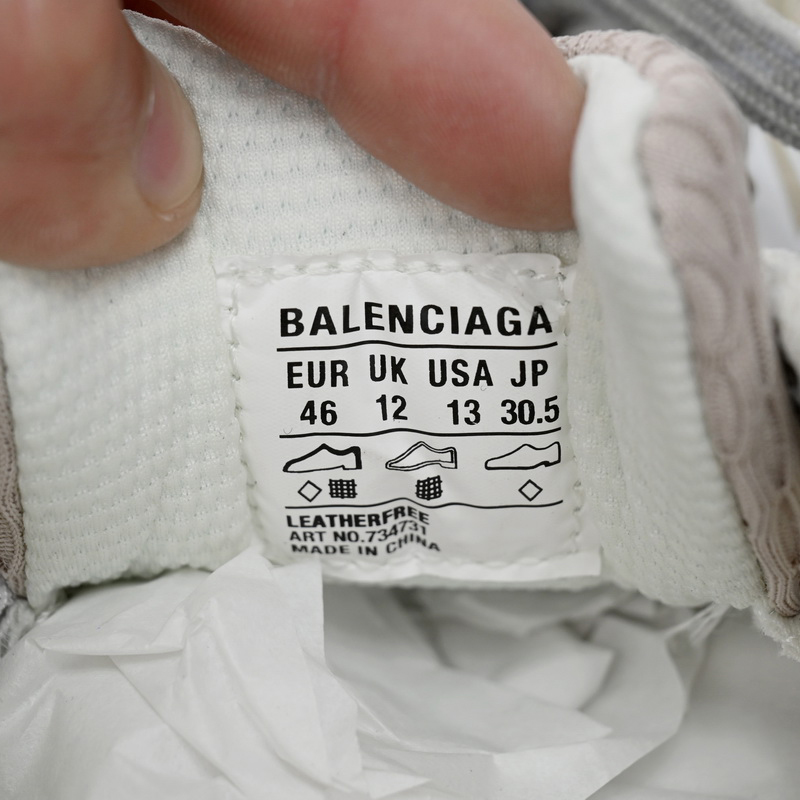 BALENCIAGA
EUR UK USA JP
46 12 13 30.5
LEATHERFREE
ART NO.734731
MADE IN CHINA